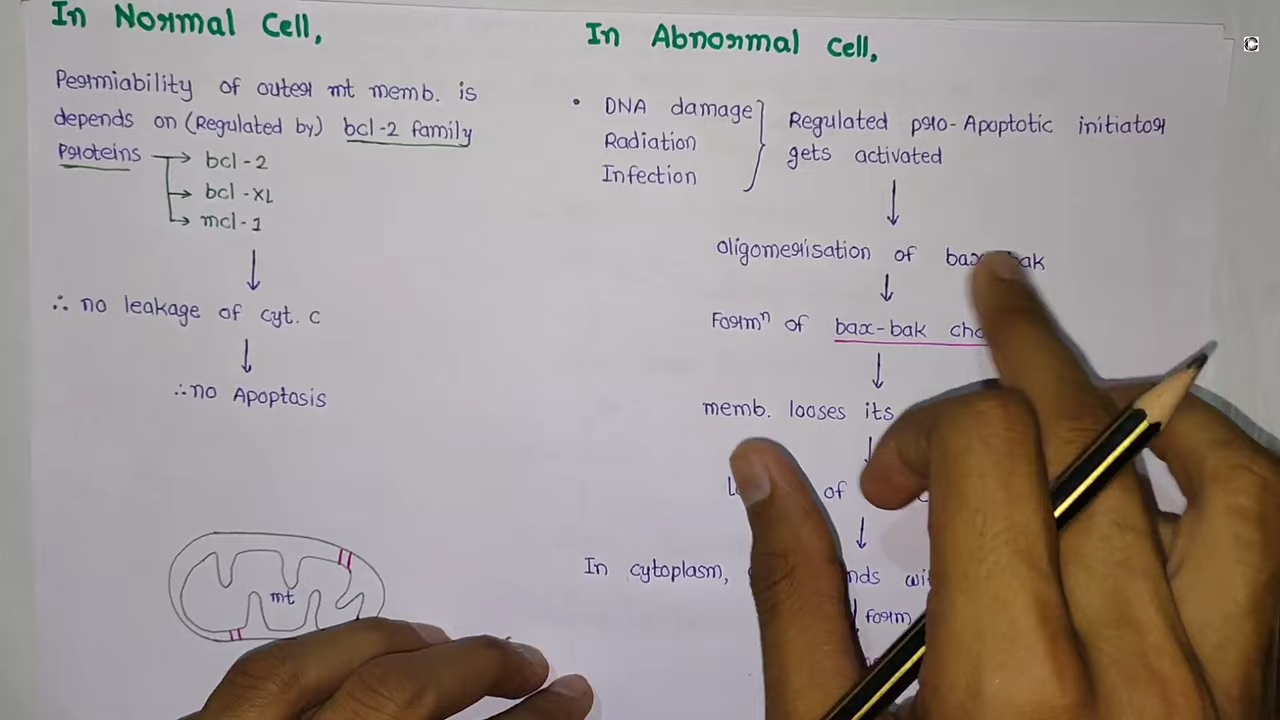 In Normal Cell,
Permiability of outer mt memb. is
depends on (Regulated by) bcl-2 family
Proteins → bcl-2
→ bcl-XL
→ mcl-1
∴ no leakage of cyt. c
∴no Apoptosis
mt
In Abnormal cell,
• DNA damage
Radiation
Infection
Regulated pro-Apoptotic initiator
gets activated
oligomerisation of
Formⁿ of bax-bak
memb. looses its
of
In cytoplasm,
form
C